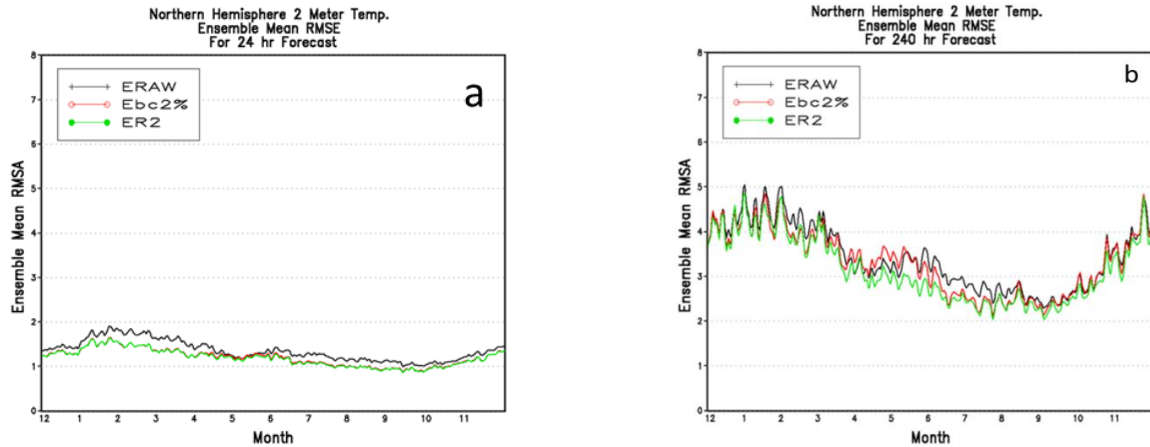 Northern Hemisphere 2 Meter Temp.
Ensemble Mean RMSE
For 24 hr Forecast
8
7
6
5
4
3
2
1
0
Ensemble Mean RMSA
ERAW
Ebc2%
ER2
a
12 1 2 3 4 5 6 7 8 9 10 11
Month
Northern Hemisphere 2 Meter Temp.
Ensemble Mean RMSE
For 240 hr Forecast
8
7
6
5
4
3
2
1
0
Ensemble Mean RMSA
ERAW
Ebc2%
ER2
b
12 1 2 3 4 5 6 7 8 9 10 11
Month